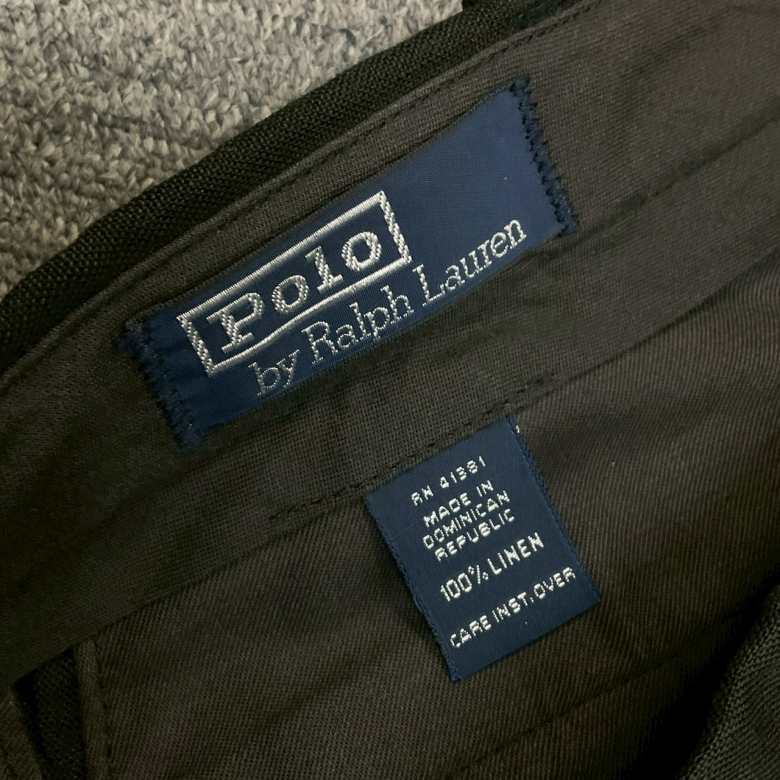 Polo
by Ralph Lauren
RN 41381
MADE IN
DOMINICAN
REPUBLIC
100% LINEN
CARE INST. OVER